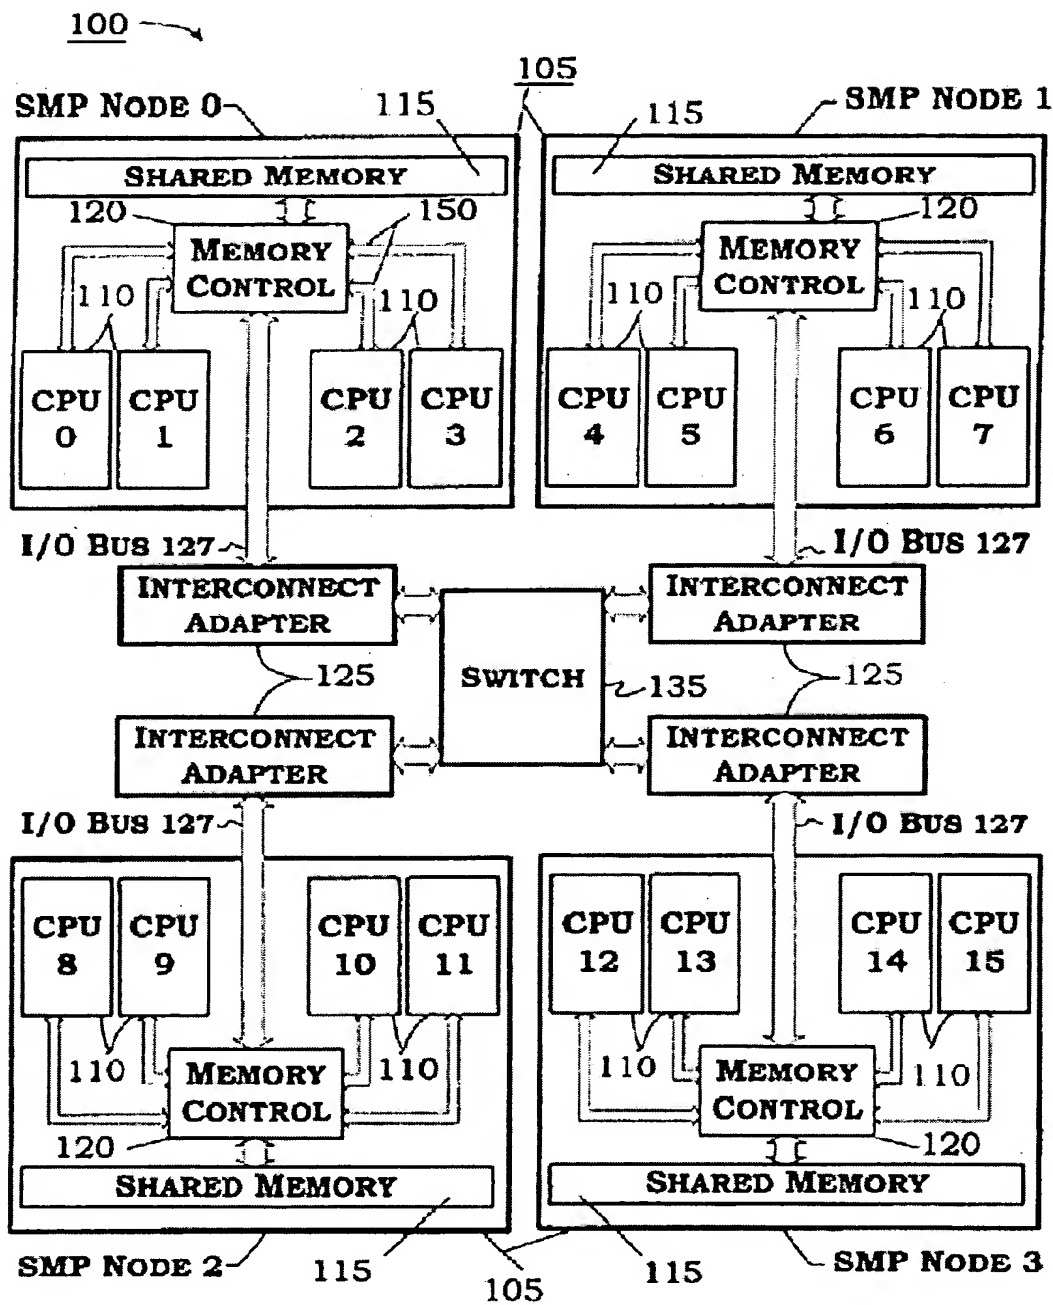 100
105
SMP NODE 0
115
SMP NODE 1
115
SHARED MEMORY
SHARED MEMORY
120
150
120
MEMORY
CONTROL
MEMORY
CONTROL
110
110
110
110
CPU
0
CPU
1
CPU
2
CPU
3
CPU
4
CPU
5
CPU
6
CPU
7
I/O BUS 127
I/O BUS 127
INTERCONNECT
ADAPTER
INTERCONNECT
ADAPTER
125
SWITCH
135
125
INTERCONNECT
ADAPTER
INTERCONNECT
ADAPTER
I/O BUS 127
I/O BUS 127
CPU
8
CPU
9
CPU
10
CPU
11
CPU
12
CPU
13
CPU
14
CPU
15
110
110
110
110
MEMORY
CONTROL
MEMORY
CONTROL
120
120
SHARED MEMORY
SHARED MEMORY
SMP NODE 2
115
105
115
SMP NODE 3